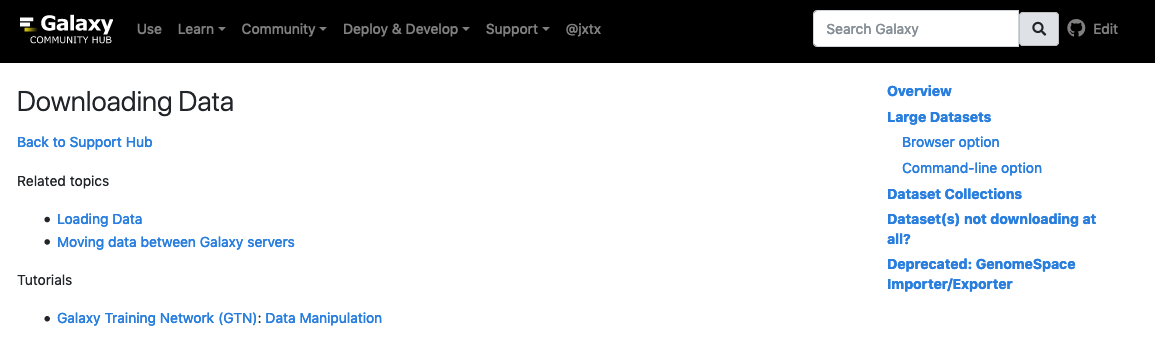 Galaxy
COMMUNITY HUB
Use Learn Community Deploy & Develop Support @jxtx
Search Galaxy
Edit
Downloading Data
Back to Support Hub
Related topics
Loading Data
Moving data between Galaxy servers
Tutorials
Galaxy Training Network (GTN): Data Manipulation
Overview
Large Datasets
Browser option
Command-line option
Dataset Collections
Dataset(s) not downloading at
all?
Deprecated: GenomeSpace
Importer/Exporter